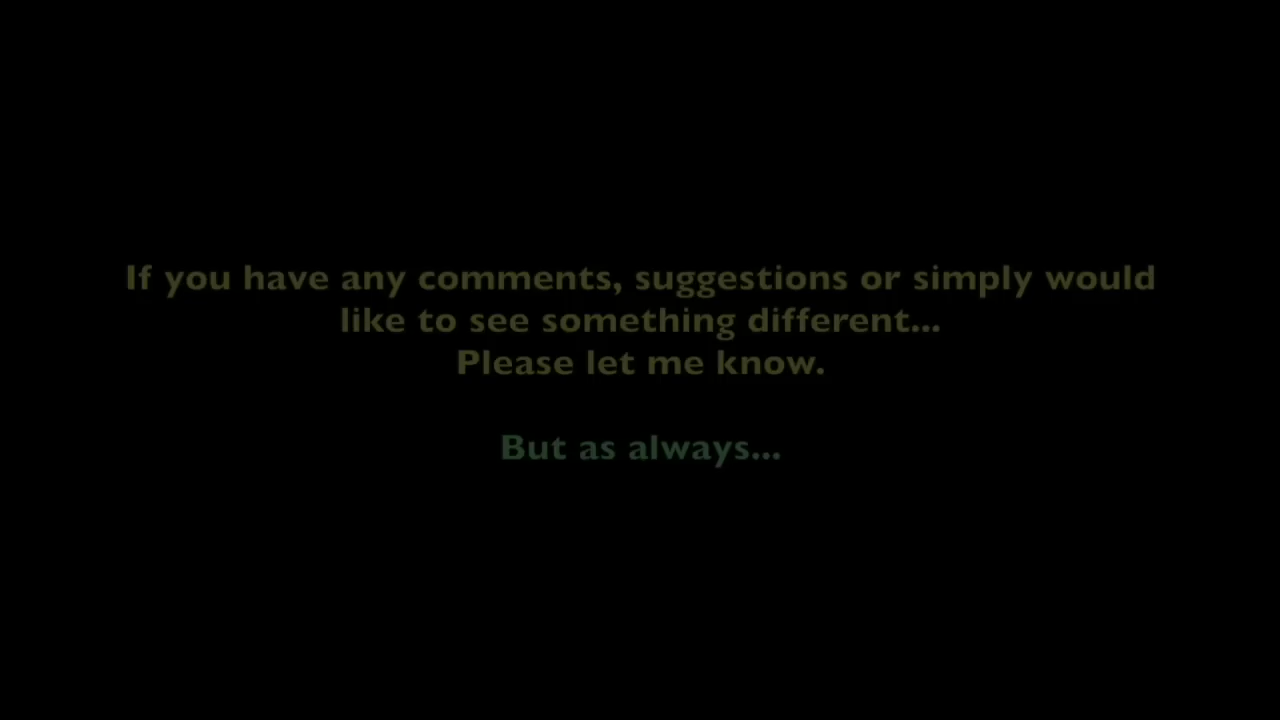 If you have any comments, suggestions or simply would
like to see something different...
Please let me know.
But as always...